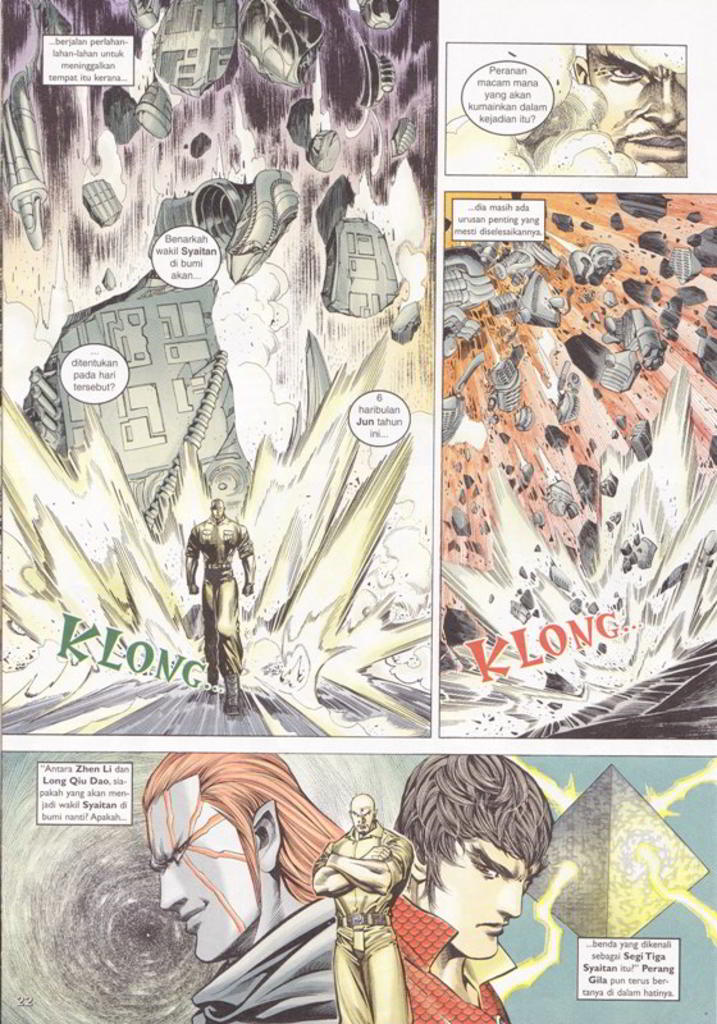 ...berjalan perlahan-
lahan-lahan untuk
meninggalkan
tempat itu kerana...
Benarkah
wakil Syaitan
di bumi
akan...
...
ditentukan
pada hari
tersebut?
6
haribulan
Jun tahun
ini...
KLONG...
Peranan
macam mana
yang akan
kumainkan dalam
kejadian itu?
...dia masih ada
urusan penting yang
mesti diselesaikannya.
KLONG...
"Antara Zhen Li dan
Long Qiu Dao, sia-
pakah yang akan men-
jadi wakil Syaitan di
bumi nanti? Apakah...
...benda yang dikenali
sebagai Segi Tiga
Syaitan itu?" Perang
Gila pun terus ber-
tanya di dalam hatinya.
22